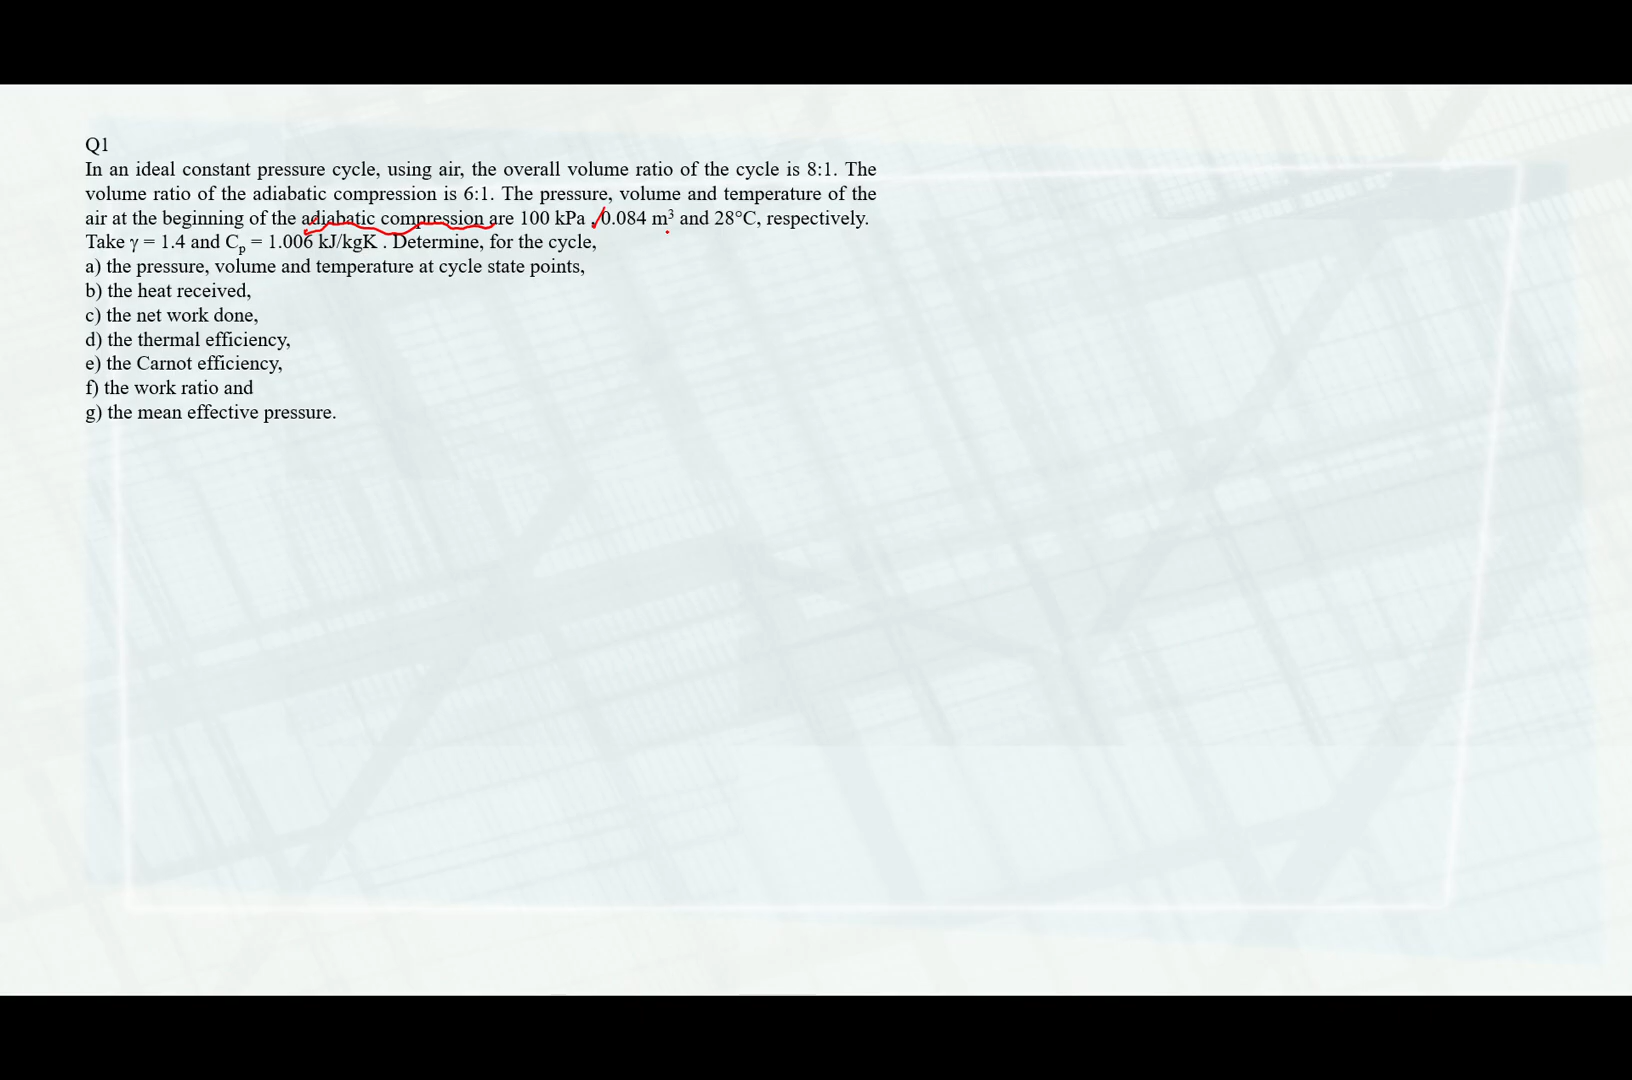 Q1
In an ideal constant pressure cycle, using air, the overall volume ratio of the cycle is 8:1. The
volume ratio of the adiabatic compression is 6:1. The pressure, volume and temperature of the
air at the beginning of the adiabatic compression are 100 kPa , 0.084 m³ and 28°C, respectively.
Take γ = 1.4 and Cp = 1.006 kJ/kgK . Determine, for the cycle,
a) the pressure, volume and temperature at cycle state points,
b) the heat received,
c) the net work done,
d) the thermal efficiency,
e) the Carnot efficiency,
f) the work ratio and
g) the mean effective pressure.